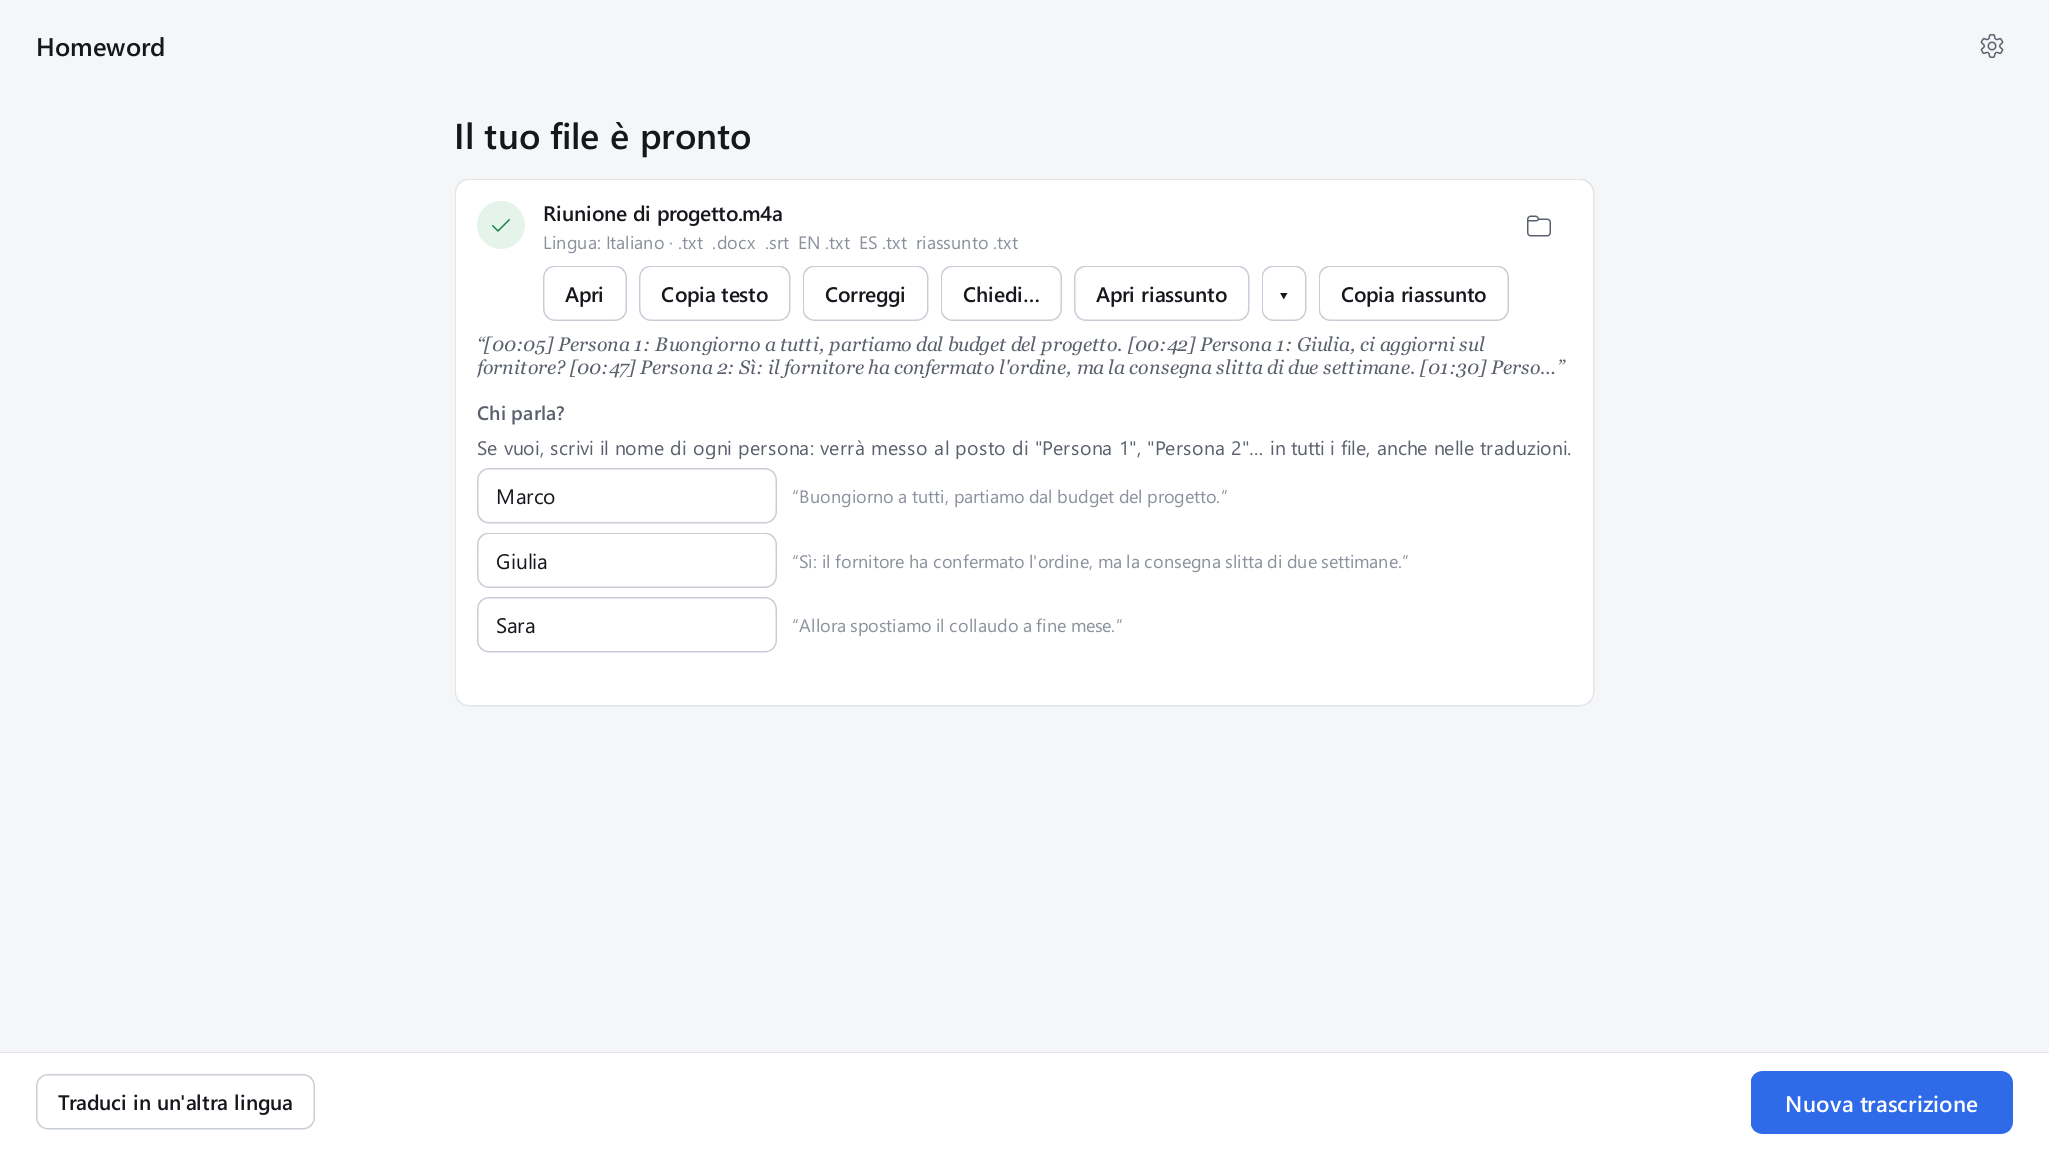 Homeword
Il tuo file è pronto
Riunione di progetto.m4a
Lingua: Italiano · .txt .docx .srt EN .txt ES .txt riassunto .txt
Apri
Copia testo
Correggi
Chiedi...
Apri riassunto
▾
Copia riassunto
“[00:05] Persona 1: Buongiorno a tutti, partiamo dal budget del progetto. [00:42] Persona 1: Giulia, ci aggiorni sul
fornitore? [00:47] Persona 2: Sì: il fornitore ha confermato l'ordine, ma la consegna slitta di due settimane. [01:30] Perso...”
Chi parla?
Se vuoi, scrivi il nome di ogni persona: verrà messo al posto di "Persona 1", "Persona 2"... in tutti i file, anche nelle traduzioni.
Marco
“Buongiorno a tutti, partiamo dal budget del progetto.”
Giulia
“Sì: il fornitore ha confermato l'ordine, ma la consegna slitta di due settimane.”
Sara
“Allora spostiamo il collaudo a fine mese.”
Traduci in un'altra lingua
Nuova trascrizione